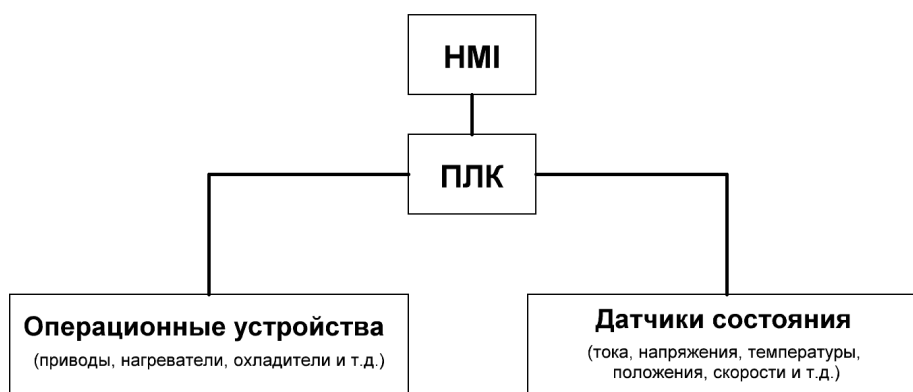 HMI
ПЛК
Операционные устройства
(приводы, нагреватели, охладители и т.д.)
Датчики состояния
(тока, напряжения, температуры,
положения, скорости и т.д.)